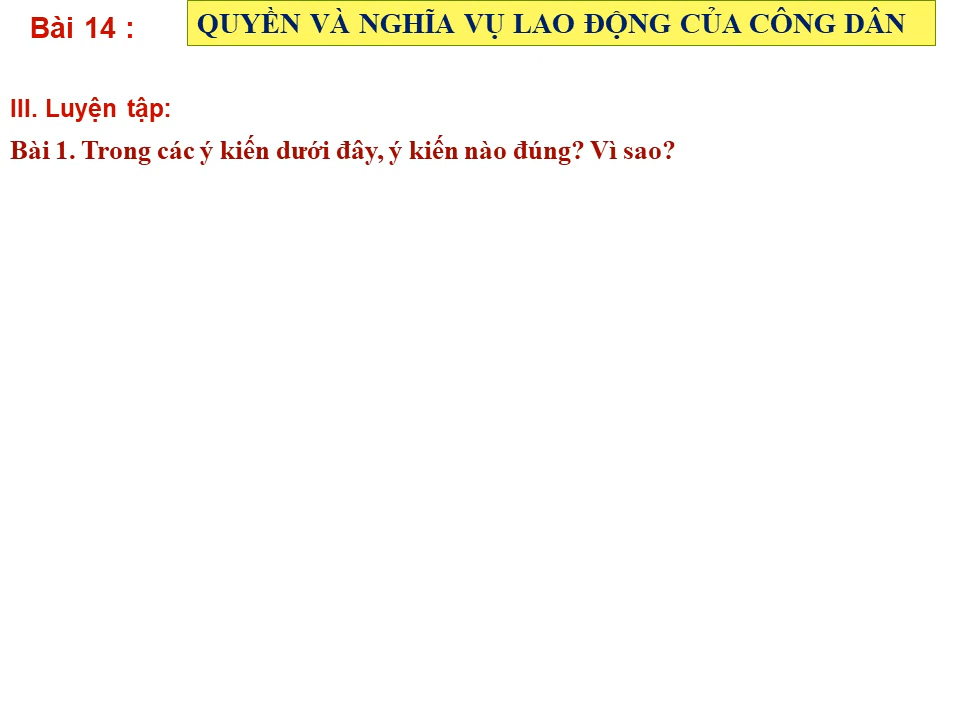 Bài 14 :
QUYỀN VÀ NGHĨA VỤ LAO ĐỘNG CỦA CÔNG DÂN
III. Luyện tập:
Bài 1. Trong các ý kiến dưới đây, ý kiến nào đúng? Vì sao?